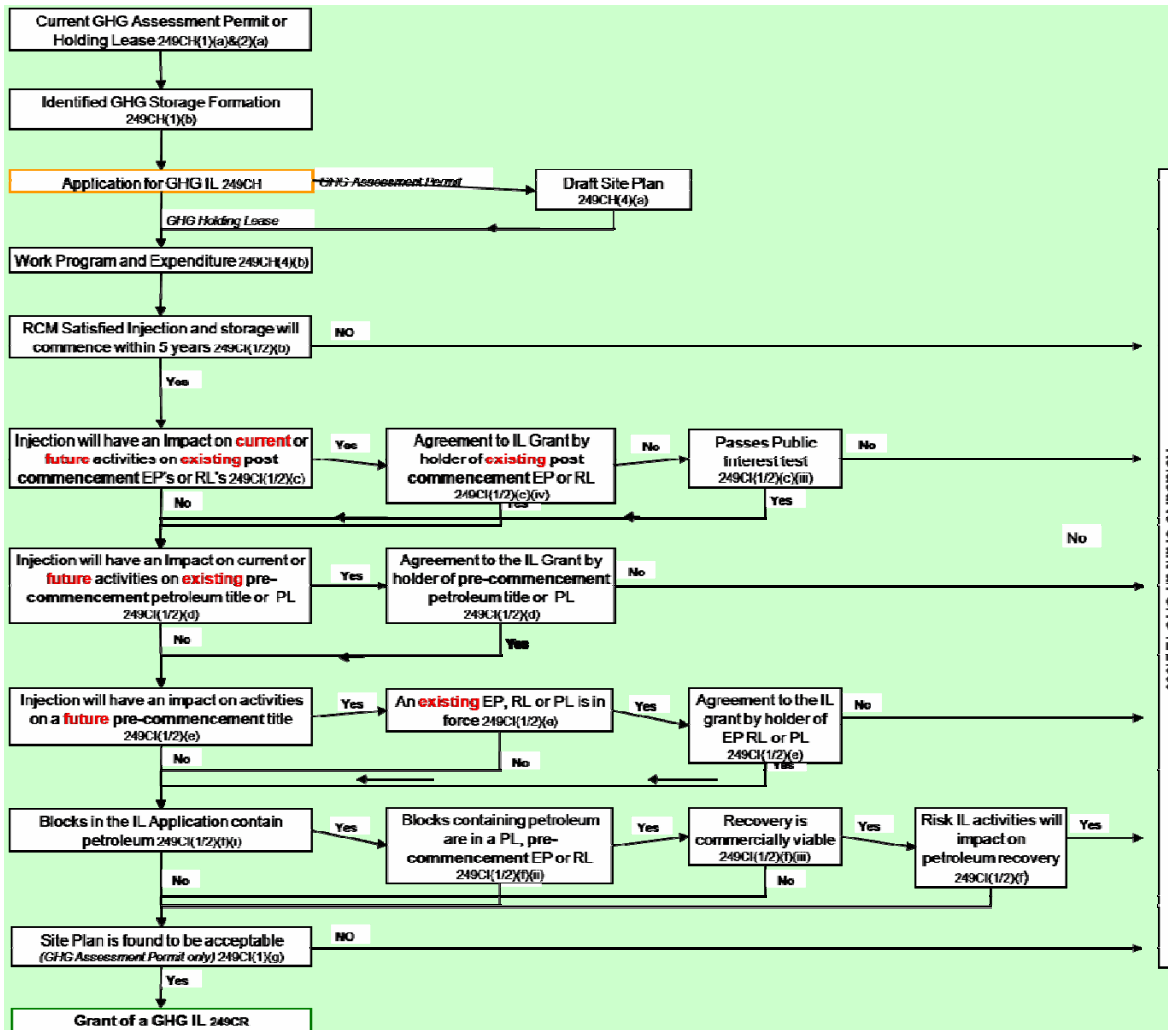 Current GHG Assessment Permit or
Holding Lease 249CH(1)(a)&(2)(a)
Identified GHG Storage Formation
249CH(1)(b)
Application for GHG IL 249CH
GHG Assessment Permit
Draft Site Plan
249CH(4)(a)
GHG Holding Lease
Work Program and Expenditure 249CH(4)(b)
RCM Satisfied Injection and storage will
commence within 5 years 249CI(1/2)(b)
NO
Yes
Injection will have an Impact on current or
future activities on existing post
commencement EP's or RL's 249CI(1/2)(c)
Yes
Agreement to IL Grant by
holder of existing post
commencement EP or RL
249CI(1/2)(c)(iv)
No
Passes Public
interest test
249CI(1/2)(c)(iii)
No
No
Yes
Yes
No
Injection will have an Impact on current or
future activities on existing pre-
commencement petroleum title or PL
249CI(1/2)(d)
Yes
Agreement to the IL Grant by
holder of pre-commencement
petroleum title or PL
249CI(1/2)(d)
No
No
Yes
Injection will have an impact on activities
on a future pre-commencement title
249CI(1/2)(e)
Yes
An existing EP, RL or PL is in
force 249CI(1/2)(e)
Yes
Agreement to the IL
grant by holder of
EP RL or PL
249CI(1/2)(e)
No
No
No
Yes
Blocks in the IL Application contain
petroleum 249CI(1/2)(f)(i)
Yes
Blocks containing petroleum
are in a PL, pre-
commencement EP or RL
249CI(1/2)(f)(ii)
Yes
Recovery is
commercially viable
249CI(1/2)(f)(iii)
Yes
Risk IL activities will
impact on
petroleum recovery
249CI(1/2)(f)
Yes
No
No
Site Plan is found to be acceptable
(GHG Assessment Permit only) 249CI(1)(g)
NO
Yes
Grant of a GHG IL 249CR